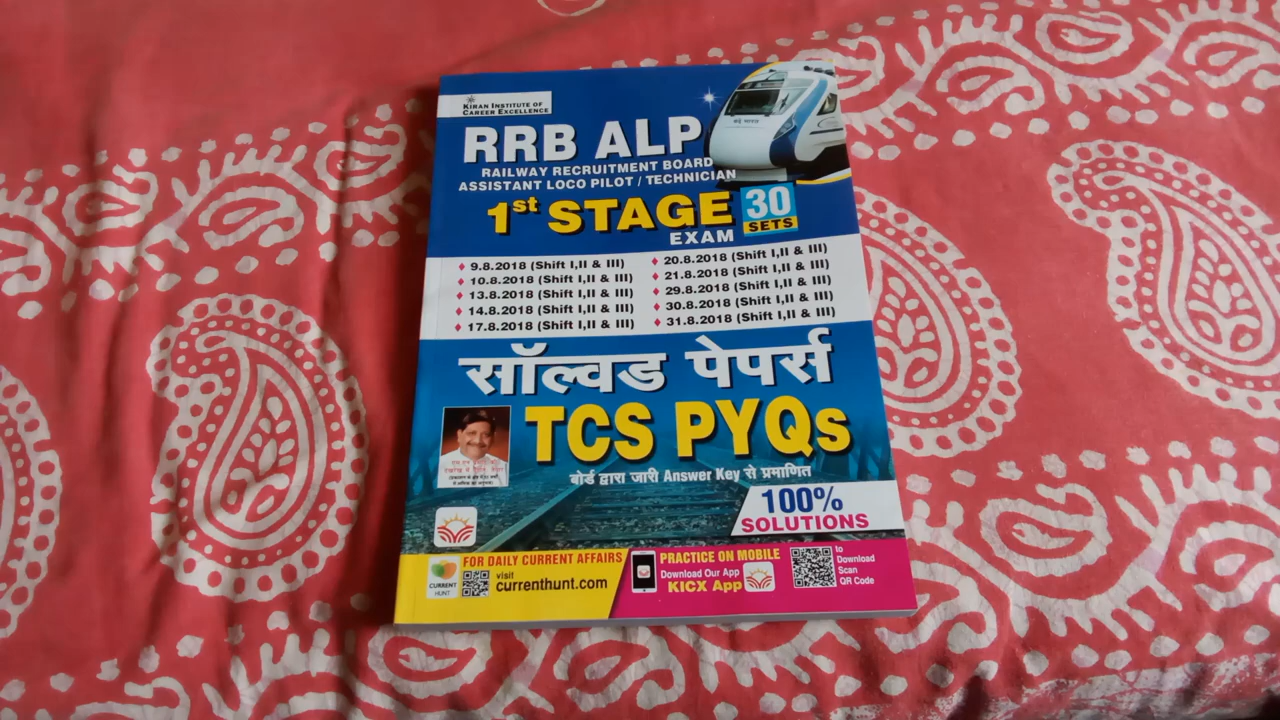 KIRAN INSTITUTE OF
CAREER EXCELLENCE
RRB ALP
RAILWAY RECRUITMENT BOARD
ASSISTANT LOCO PILOT / TECHNICIAN
1st STAGE
EXAM
30
SETS
9.8.2018 (Shift I,II & III)
10.8.2018 (Shift I,II & III)
13.8.2018 (Shift I,II & III)
14.8.2018 (Shift I,II & III)
17.8.2018 (Shift I,II & III)
20.8.2018 (Shift I,II & III)
21.8.2018 (Shift I,II & III)
29.8.2018 (Shift I,II & III)
30.8.2018 (Shift I,II & III)
31.8.2018 (Shift I,II & III)
सॉल्वड पेपर्स
TCS PYQs
बोर्ड द्वारा जारी Answer Key से प्रमाणित
100%
SOLUTIONS
CURRENT
HUNT
FOR DAILY CURRENT AFFAIRS
visit
currenthunt.com
PRACTICE ON MOBILE
Download Our App
KICX App
to
Download
Scan
QR Code